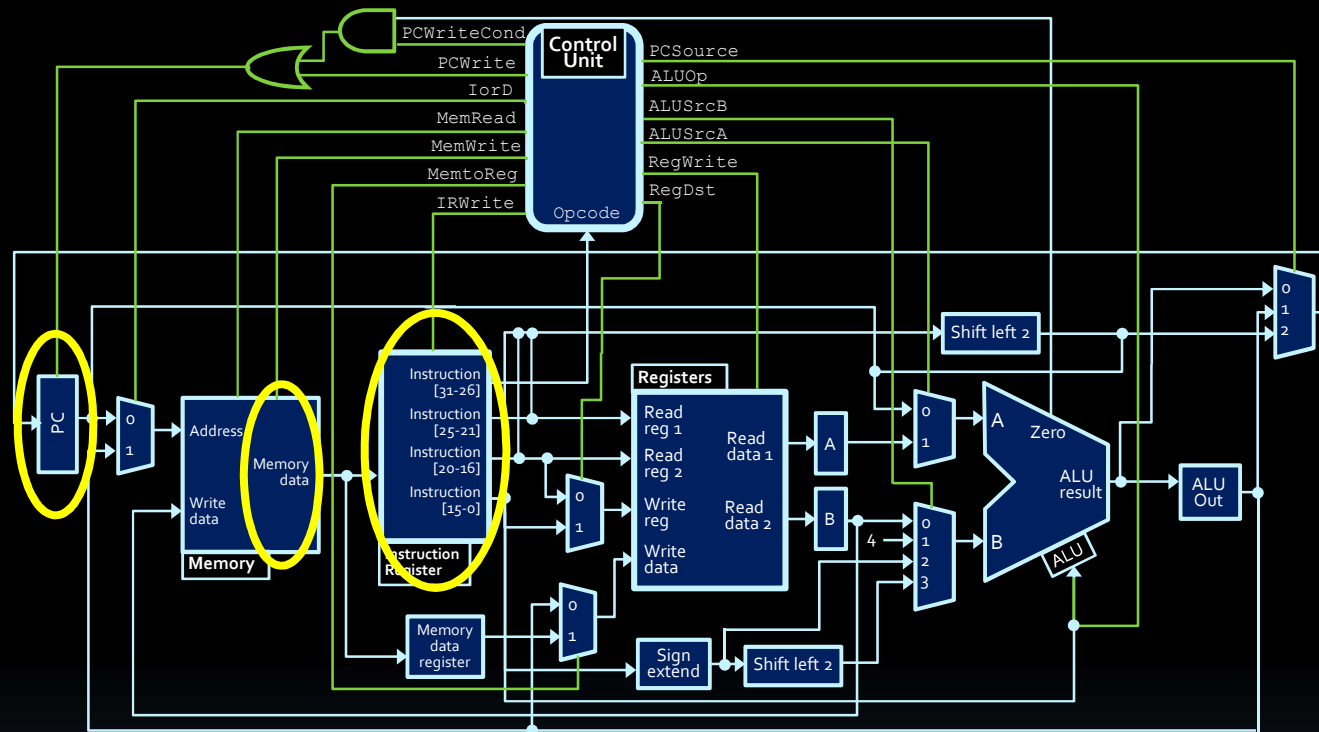 PCWriteCond
PCWrite
IorD
MemRead
MemWrite
MemtoReg
IRWrite
Control
Unit
Opcode
PCSource
ALUOp
ALUSrcB
ALUSrcA
RegWrite
RegDst
PC
0
1
Address
Memory
data
Write
data
Memory
Instruction
[31-26]
Instruction
[25-21]
Instruction
[20-16]
Instruction
[15-0]
Instruction
Register
Memory
data
register
0
1
0
1
Registers
Read
reg 1
Read
reg 2
Write
reg
Write
data
Read
data 1
Read
data 2
Sign
extend
Shift left 2
Shift left 2
A
B
4
0
1
0
1
2
3
A
B
Zero
ALU
result
ALU
ALU
Out
0
1
2